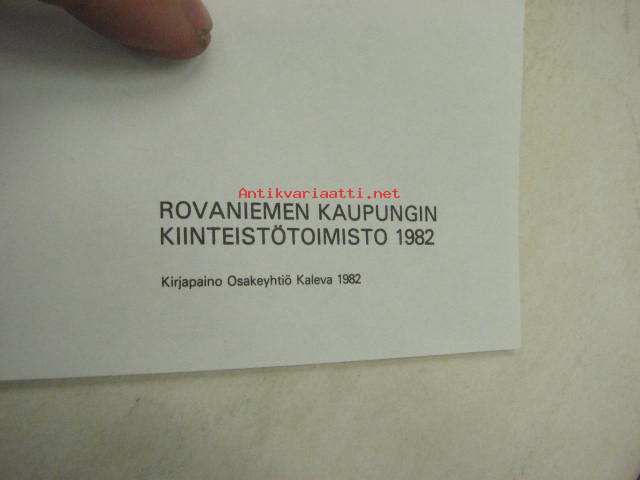 Antikvariaatti.net
ROVANIEMEN KAUPUNGIN
KIINTEISTÖTOIMISTO 1982
Kirjapaino Osakeyhtiö Kaleva 1982